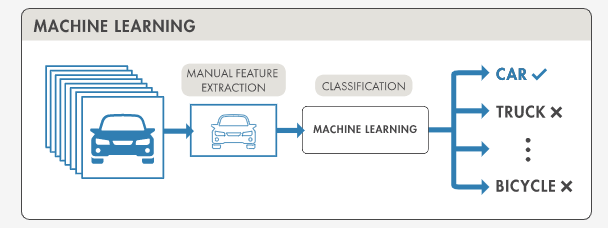 MACHINE LEARNING
MANUAL FEATURE
EXTRACTION
CLASSIFICATION
MACHINE LEARNING
CAR
TRUCK
BICYCLE